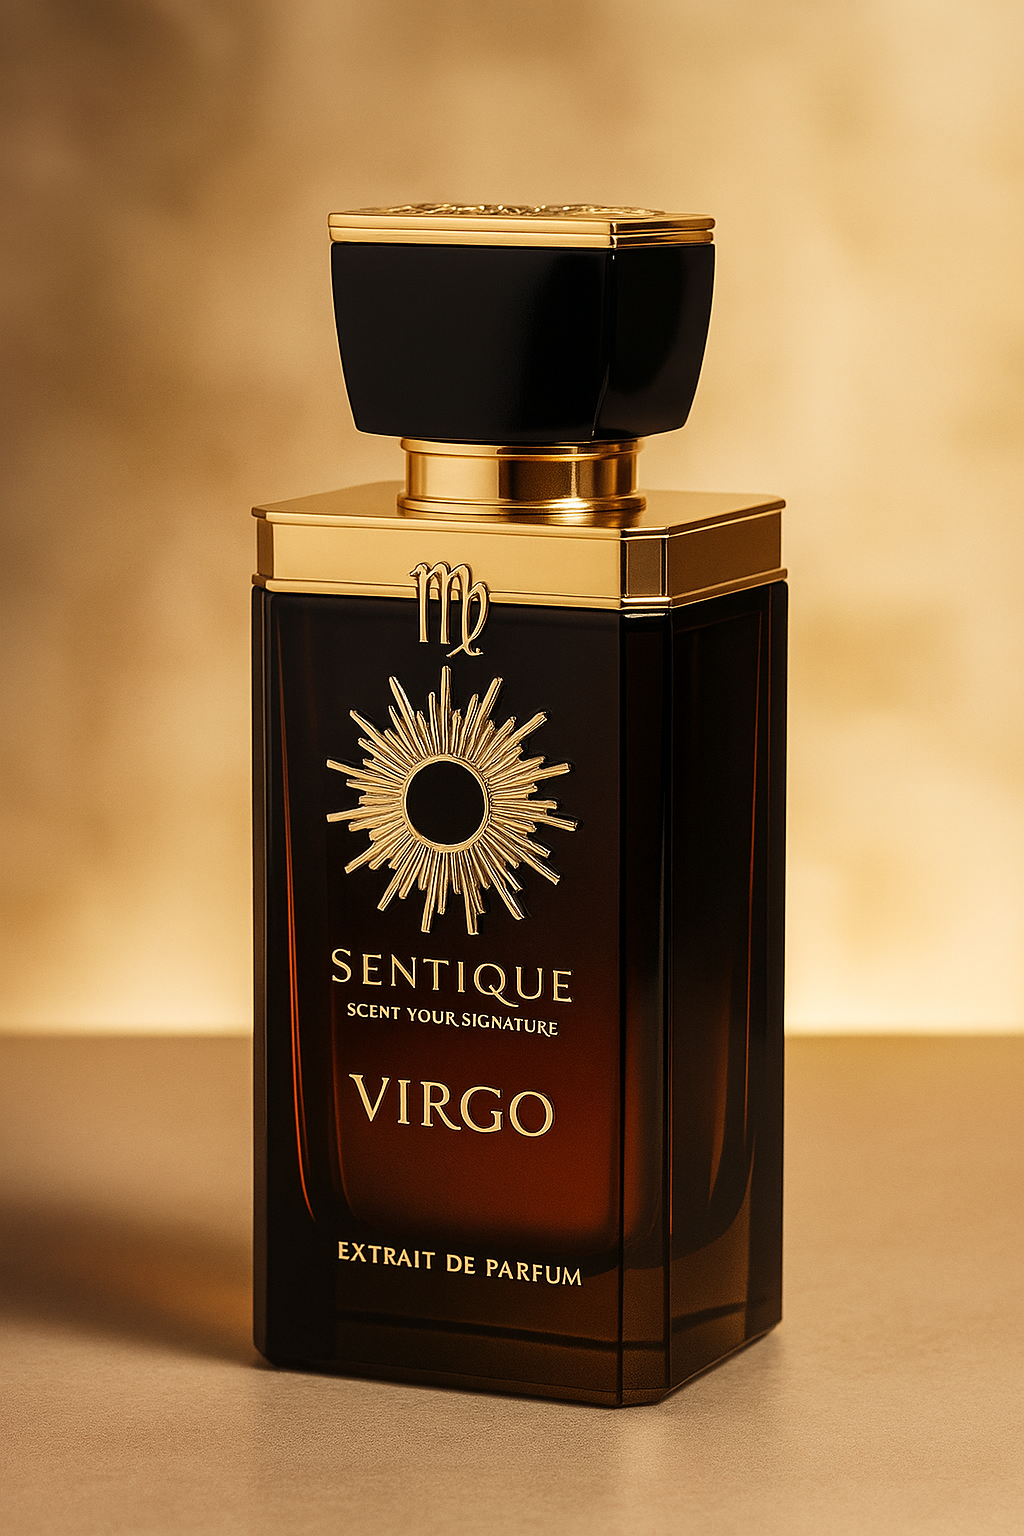 ♍
SENTIQUE
SCENT YOUR SIGNATURE
VIRGO
EXTRAIT DE PARFUM